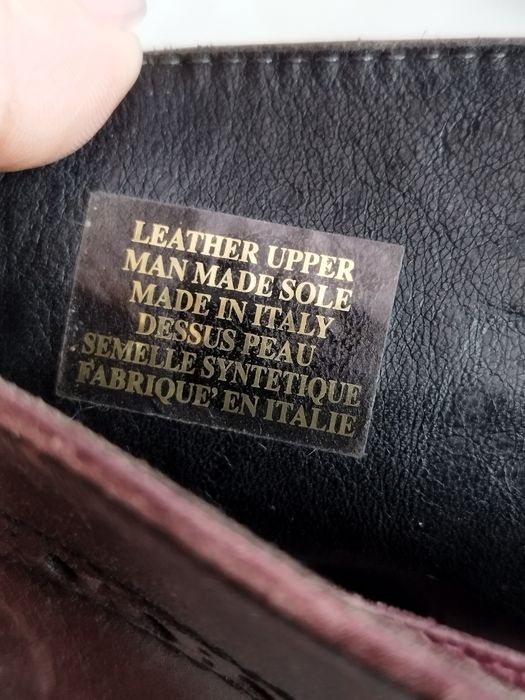 LEATHER UPPER
MAN MADE SOLE
MADE IN ITALY
DESSUS PEAU
SEMELLE SYNTETIQUE
FABRIQUE' EN ITALIE